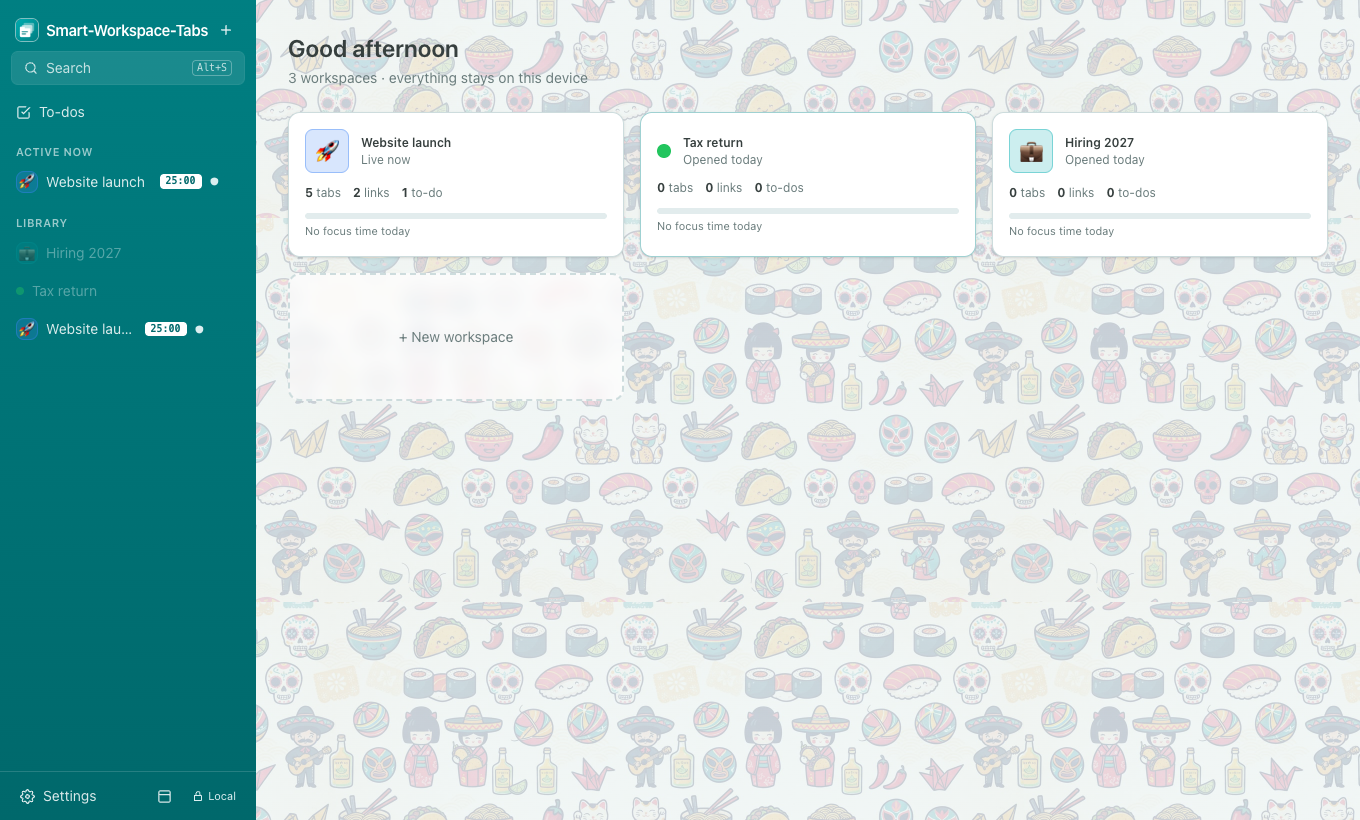 Smart-Workspace-Tabs +
Search Alt+S
To-dos
ACTIVE NOW
Website launch 25:00
LIBRARY
Hiring 2027
Tax return
Website lau... 25:00
Settings
Local
Good afternoon
3 workspaces · everything stays on this device
Website launch
Live now
5 tabs 2 links 1 to-do
No focus time today
Tax return
Opened today
0 tabs 0 links 0 to-dos
No focus time today
Hiring 2027
Opened today
0 tabs 0 links 0 to-dos
No focus time today
+ New workspace